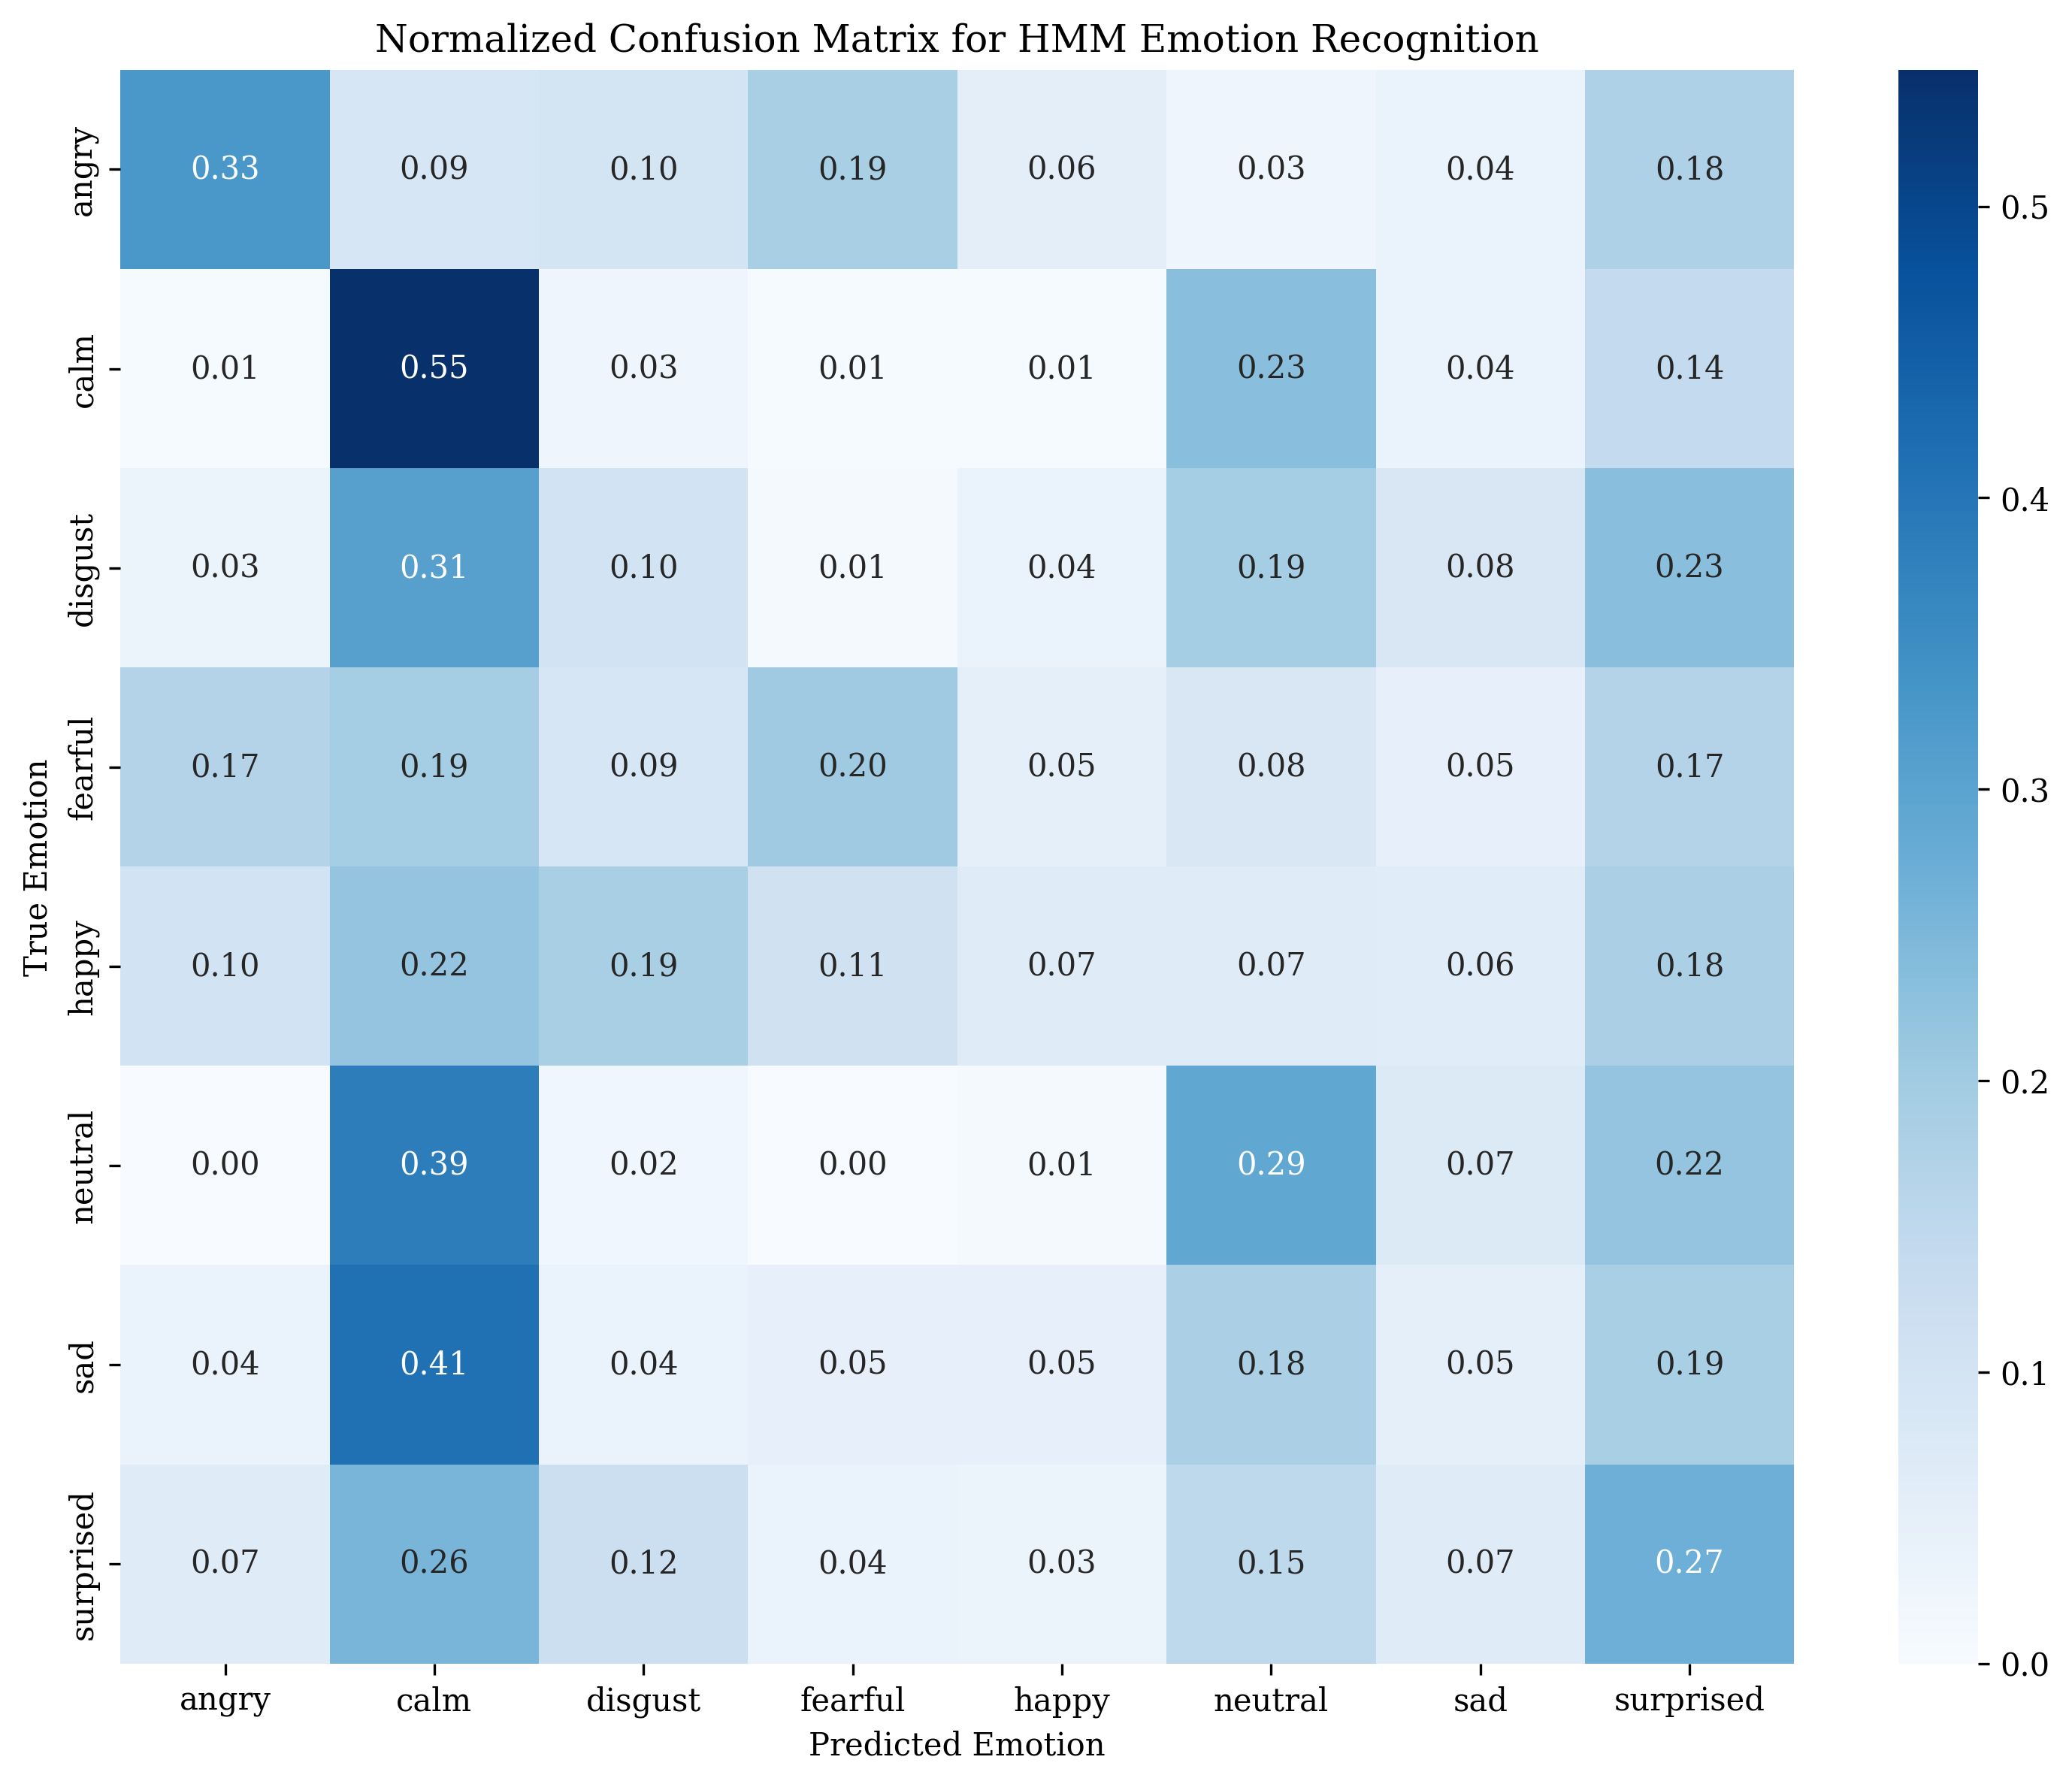 Normalized Confusion Matrix for HMM Emotion Recognition
True Emotion
angry 0.33 0.09 0.10 0.19 0.06 0.03 0.04 0.18
calm 0.01 0.55 0.03 0.01 0.01 0.23 0.04 0.14
disgust 0.03 0.31 0.10 0.01 0.04 0.19 0.08 0.23
fearful 0.17 0.19 0.09 0.20 0.05 0.08 0.05 0.17
happy 0.10 0.22 0.19 0.11 0.07 0.07 0.06 0.18
neutral 0.00 0.39 0.02 0.00 0.01 0.29 0.07 0.22
sad 0.04 0.41 0.04 0.05 0.05 0.18 0.05 0.19
surprised 0.07 0.26 0.12 0.04 0.03 0.15 0.07 0.27
angry calm disgust fearful happy neutral sad surprised
Predicted Emotion
0.5
0.4
0.3
0.2
0.1
0.0